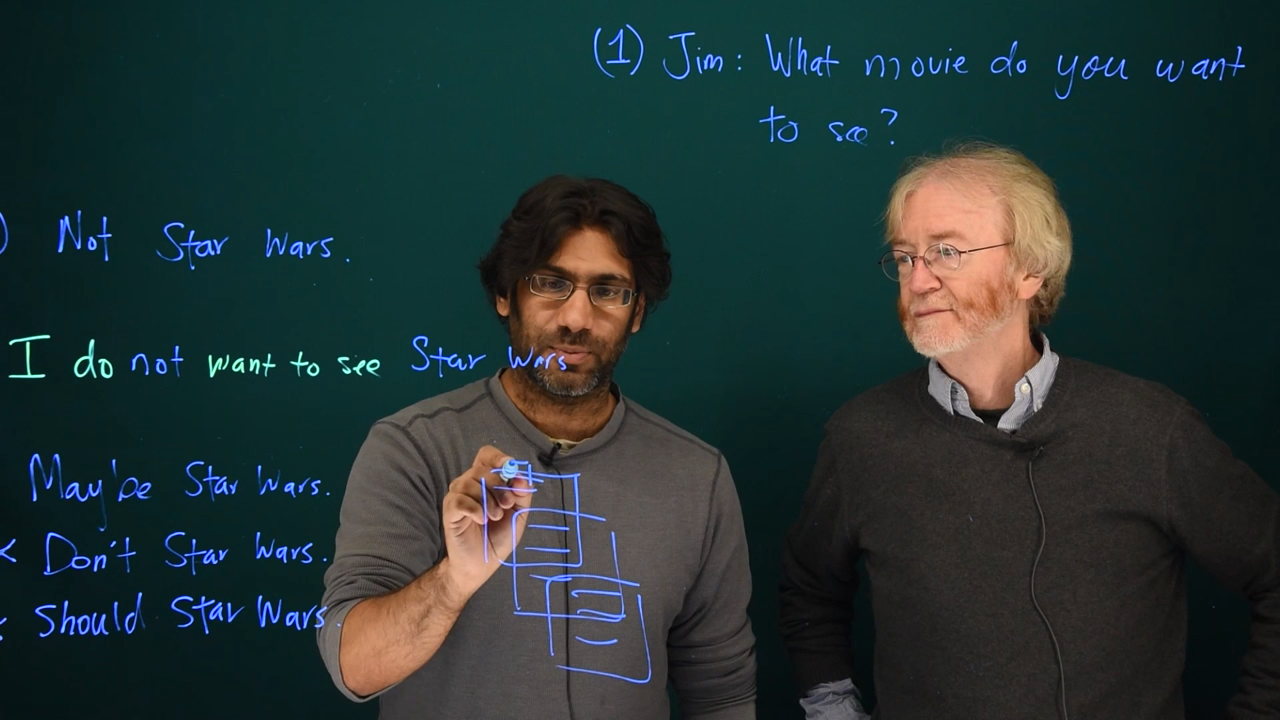 (1) Jim: What movie do you want
to see?
) Not Star Wars.
I do not want to see Star Wars
Maybe Star Wars.
Don't Star Wars.
Should Star Wars